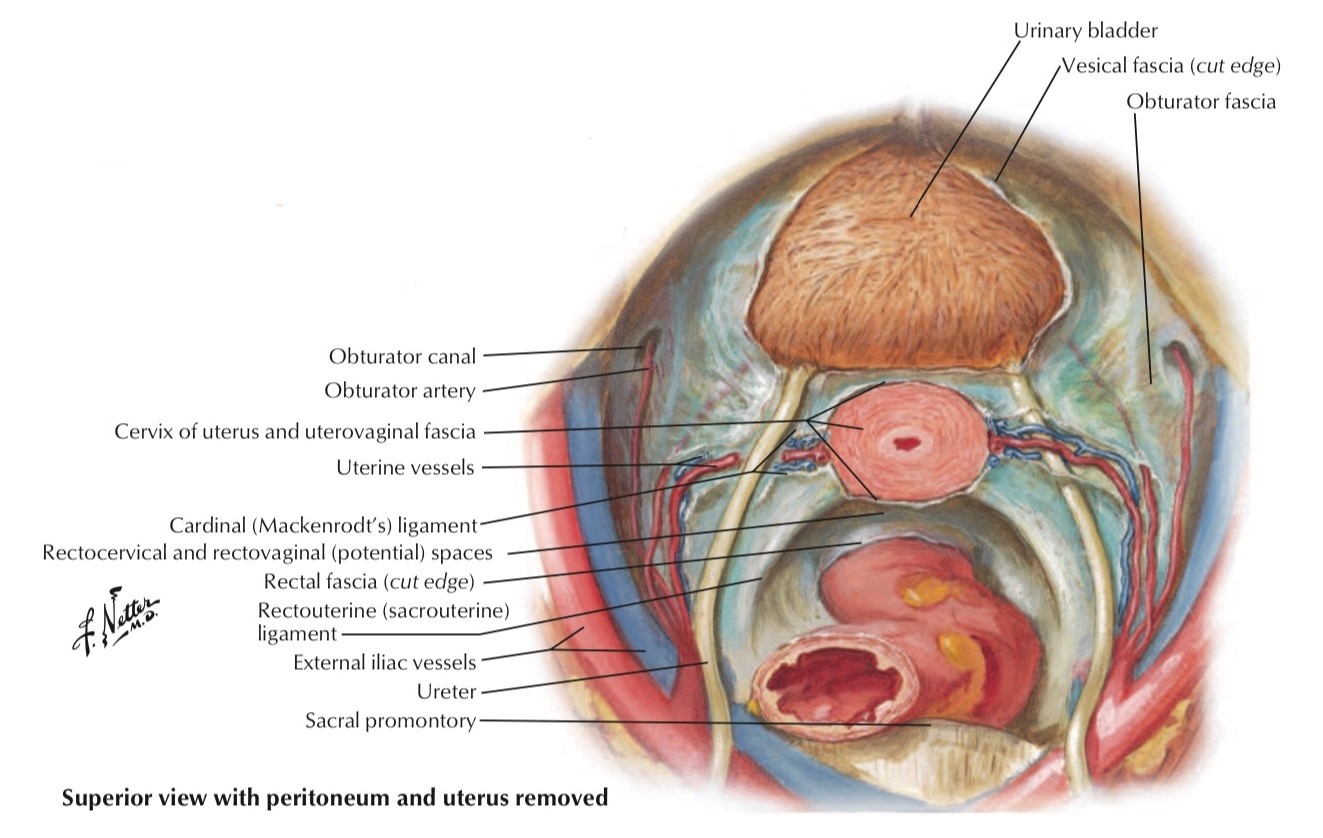 Urinary bladder
Vesical fascia (cut edge)
Obturator fascia
Obturator canal
Obturator artery
Cervix of uterus and uterovaginal fascia
Uterine vessels
Cardinal (Mackenrodt’s) ligament
Rectocervical and rectovaginal (potential) spaces
Rectal fascia (cut edge)
Rectouterine (sacrouterine)
ligament
External iliac vessels
Ureter
Sacral promontory
F. Netter
M.D.
Superior view with peritoneum and uterus removed